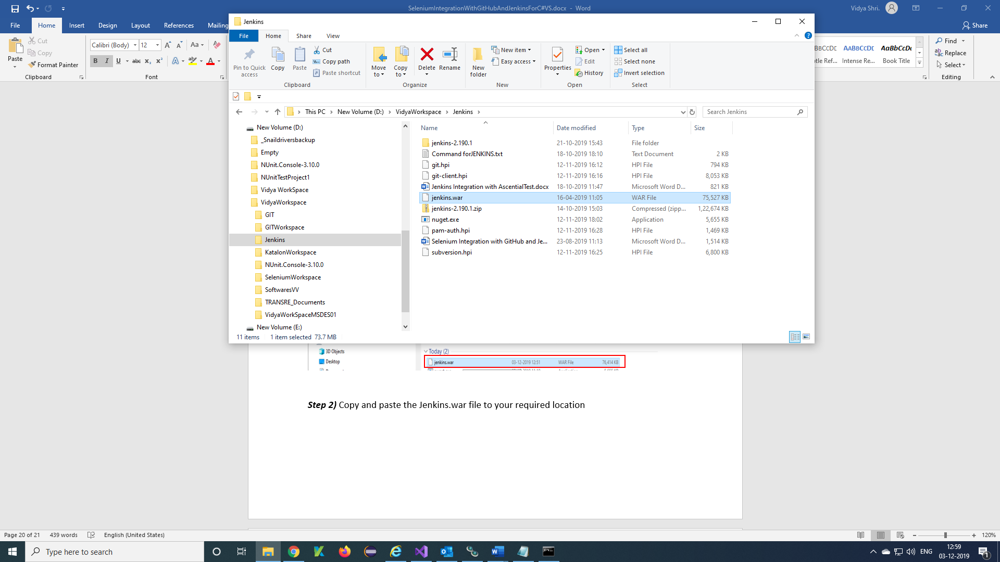 SeleniumIntegrationWithGitHubAndJenkinsForC#VS.docx - Word
Vidya Shri.
File Home Insert Design Layout References Mailing
Share
Paste
Cut
Copy
Format Painter
Clipboard
Calibri (Body) 12
Font
Find
Replace
Select
Editing
Intense Re... Book Title
Jenkins
File Home Share View
Pin to Quick access
Copy
Paste
Cut
Copy path
Paste shortcut
Clipboard
Move to
Copy to
Delete
Rename
Organize
New folder
New item
Easy access
New
Properties
Open
Edit
History
Open
Select all
Select none
Invert selection
Select
This PC > New Volume (D:) > VidyaWorkspace > Jenkins >
Search Jenkins
New Volume (D:)
_Snaildriversbackup
Empty
NUnit.Console-3.10.0
NUnitTestProject1
Vidya WorkSpace
VidyaWorkspace
GIT
GITWorkspace
Jenkins
KatalonWorkspace
NUnit.Console-3.10.0
SeleniumWorkspace
SoftwaresVV
TRANSRE_Documents
VidyaWorkSpaceMSDES01
New Volume (E:)
Name Date modified Type Size
jenkins-2.190.1 21-10-2019 15:43 File folder
Command forJENKINS.txt 18-10-2019 18:10 Text Document 2 KB
git.hpi 12-11-2019 16:12 HPI File 794 KB
git-client.hpi 12-11-2019 16:16 HPI File 8,053 KB
Jenkins Integration with AscentialTest.docx 18-10-2019 11:47 Microsoft Word D... 821 KB
jenkins.war 16-04-2019 11:05 WAR File 75,527 KB
jenkins-2.190.1.zip 14-10-2019 15:03 Compressed (zipp... 1,22,674 KB
nuget.exe 12-11-2019 18:02 Application 5,655 KB
pam-auth.hpi 12-11-2019 16:28 HPI File 1,469 KB
Selenium Integration with GitHub and Je... 23-08-2019 11:13 Microsoft Word D... 1,514 KB
subversion.hpi 12-11-2019 16:25 HPI File 6,800 KB
11 items 1 item selected 73.7 MB
3D Objects
Desktop
Today (2)
jenkins.war 03-12-2019 12:51 WAR File 76,414 KB
Step 2) Copy and paste the Jenkins.war file to your required location
Page 20 of 21 439 words English (United States)
120%
Type here to search
ENG
12:59
03-12-2019